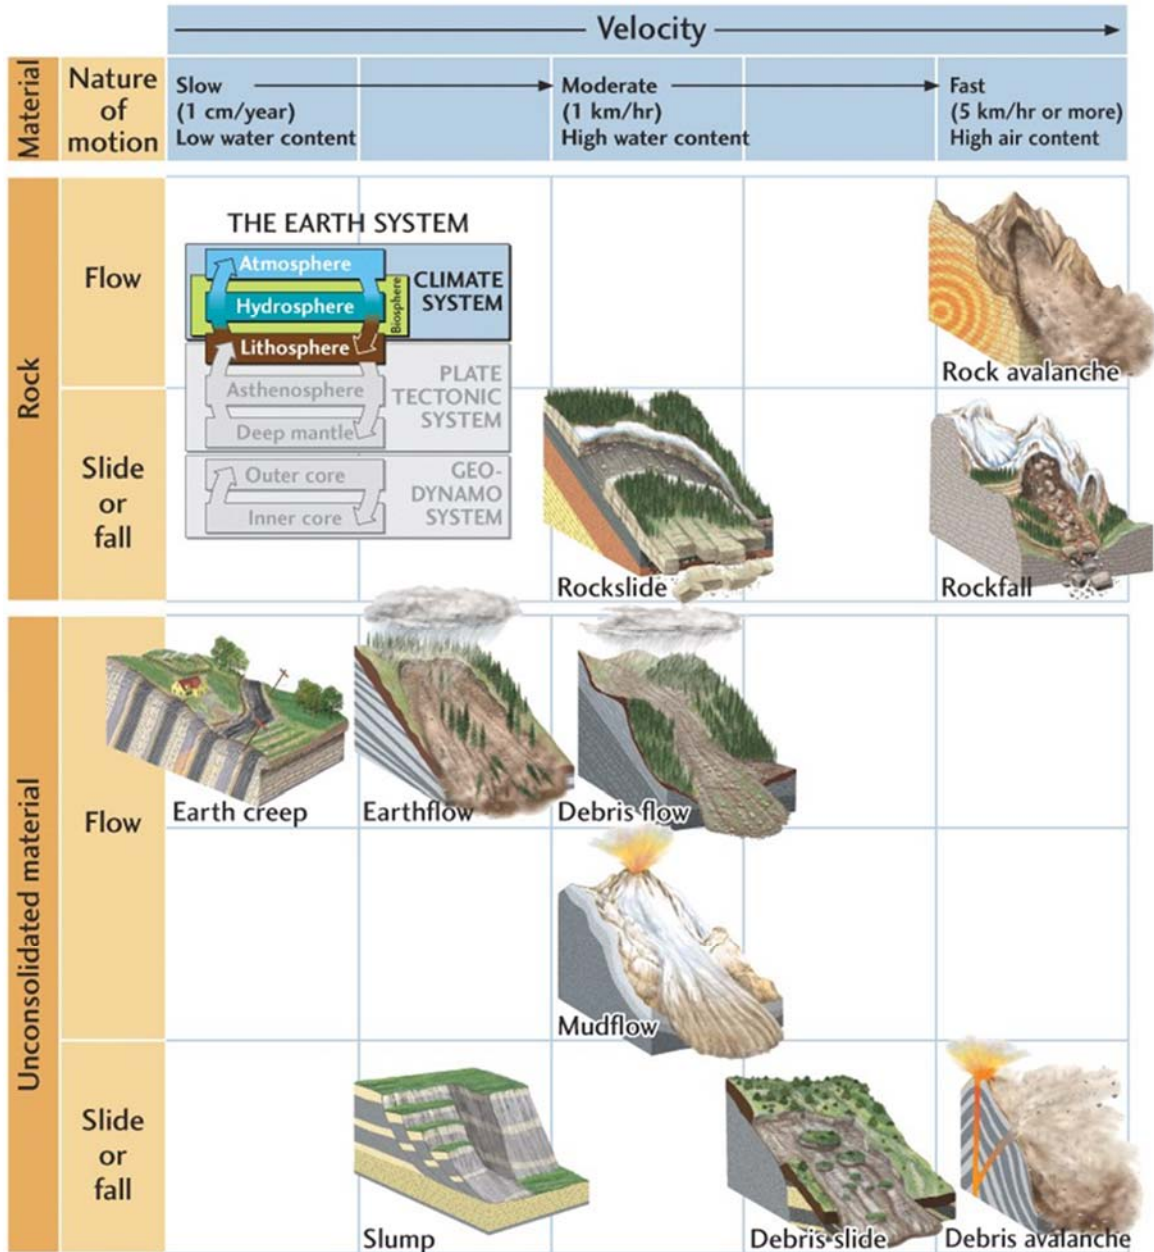 Velocity
Material
Nature
of
motion
Slow
(1 cm/year)
Low water content
Moderate
(1 km/hr)
High water content
Fast
(5 km/hr or more)
High air content
Rock
Flow
THE EARTH SYSTEM
Atmosphere
Hydrosphere
Biosphere
Lithosphere
CLIMATE
SYSTEM
Asthenosphere
Deep mantle
PLATE
TECTONIC
SYSTEM
Outer core
Inner core
GEO-
DYNAMO
SYSTEM
Rock avalanche
Slide
or
fall
Rockslide
Rockfall
Unconsolidated material
Flow
Earth creep
Earthflow
Debris flow
Mudflow
Slide
or
fall
Slump
Debris slide
Debris avalanche